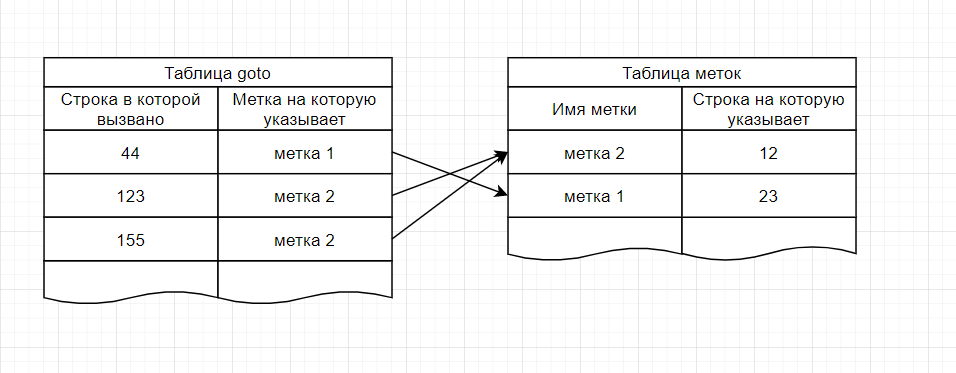 Таблица goto
Строка в которой вызвано
Метка на которую указывает
44
метка 1
123
метка 2
155
метка 2
Таблица меток
Имя метки
Строка на которую указывает
метка 2
12
метка 1
23